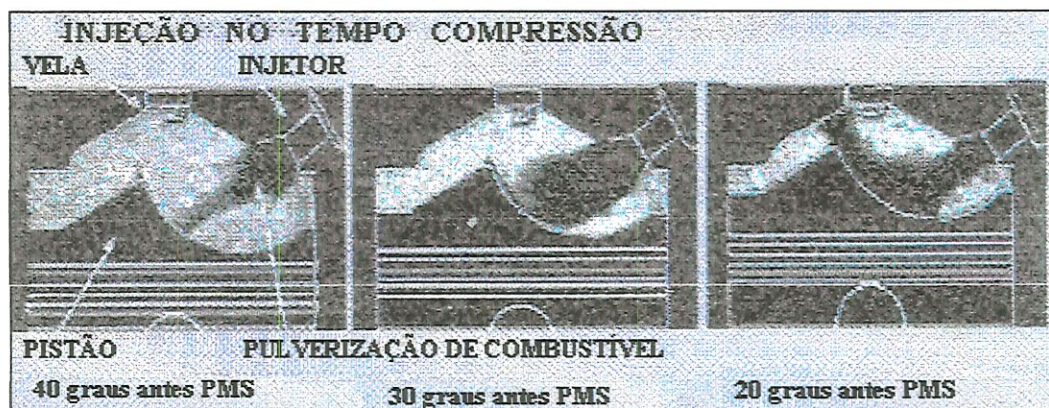 INJEÇÃO NO TEMPO COMPRESSÃO
VELA INJETOR
PISTÃO PULVERIZAÇÃO DE COMBUSTÍVEL
40 graus antes PMS 30 graus antes PMS 20 graus antes PMS